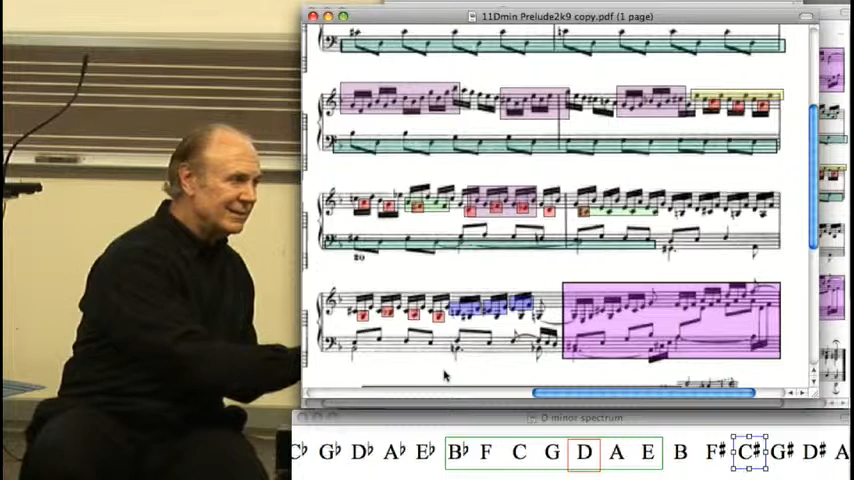 11Dmin Prelude2k9 copy.pdf (1 page)
20
D minor spectrum
C♭ G♭ D♭ A♭ E♭ B♭ F C G D A E B F♯ C♯ G♯ D♯ A